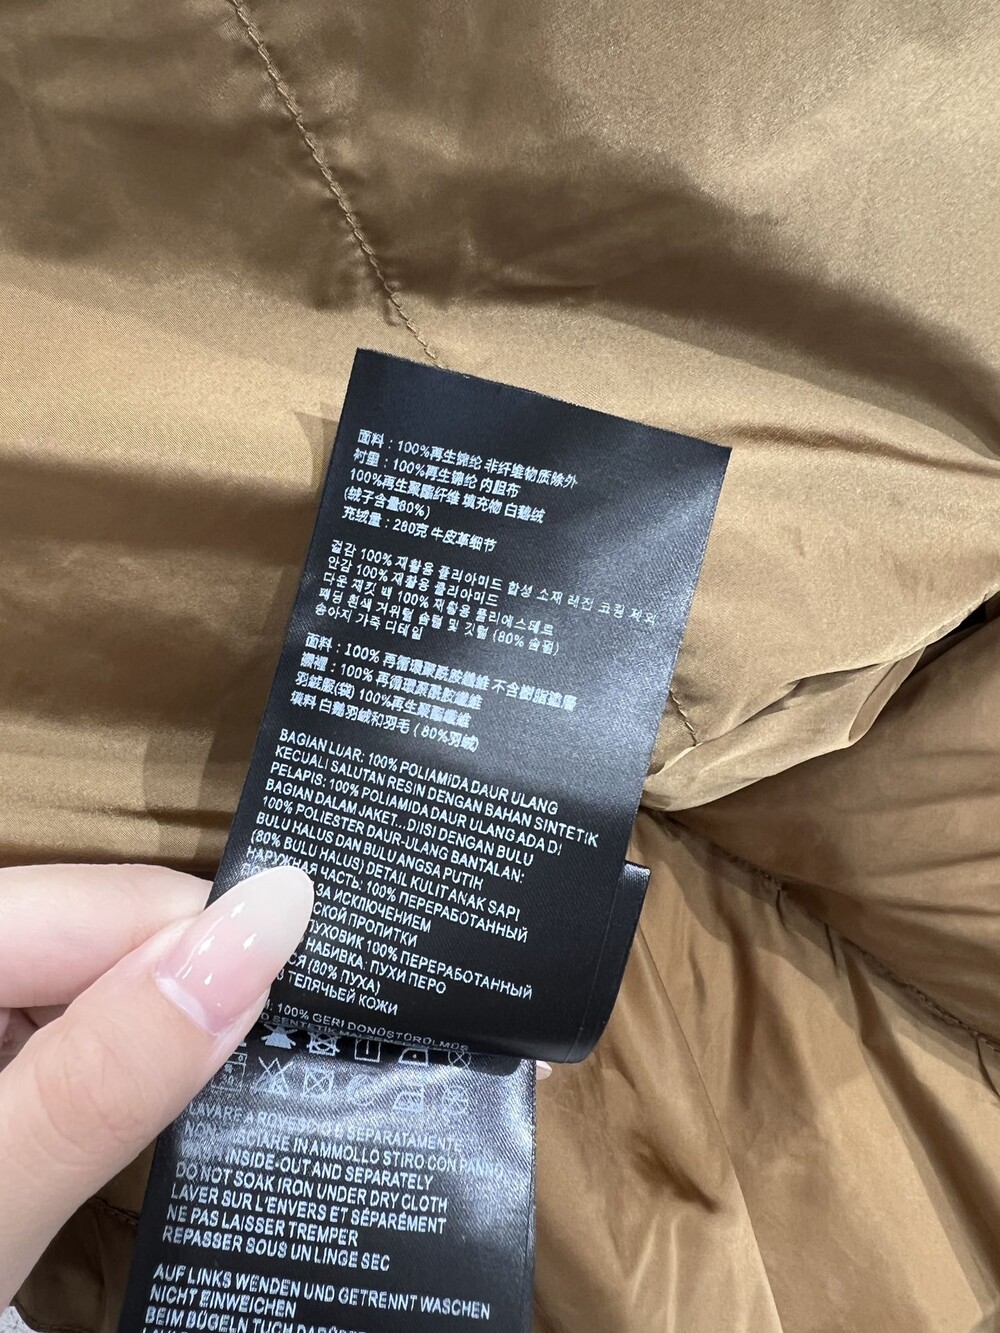 面料：100%再生锦纶 非纤维物质除外
衬里：100%再生锦纶 内胆布
100%再生聚酯纤维 填充物 白鹅绒
(绒子含量80%)
充绒量：280克 牛皮革细节
겉감 100% 재활용 폴리아미드 합성 소재 레진 코팅 제외
안감 100% 재활용 폴리아미드
다운 재킷 백 100% 재활용 폴리에스테르
패딩 흰색 거위털 솜털 및 깃털 (80% 솜털)
송아지 가죽 디테일
面料：100% 再循環聚酰胺纖維 不含樹脂塗層
襯裡：100% 再循環聚酰胺纖維
羽絨服(袋) 100%再生聚酯纖維
填料 白鵝羽絨和羽毛 (80%羽絨)
BAGIAN LUAR: 100% POLIAMIDA DAUR ULANG
KECUALI SALUTAN RESIN DENGAN BAHAN SINTETIK
PELAPIS: 100% POLIAMIDA DAUR ULANG ADA DI
BAGIAN DALAM JAKET...DIISI DENGAN BULU
100% POLIESTER DAUR-ULANG BANTALAN:
BULU HALUS DAN BULU ANGSA PUTIH
(80% BULU HALUS) DETAIL KULIT ANAK SAPI
НАРУЖНАЯ ЧАСТЬ: 100% ПЕРЕРАБОТАННЫЙ
ЗА ИСКЛЮЧЕНИЕМ
СКОЙ ПРОПИТКИ
ПУХОВИК 100% ПЕРЕРАБОТАННЫЙ
НАБИВКА: ПУХ И ПЕРО
(80% ПУХА)
ТЕЛЯЧЬЕЙ КОЖИ
100% GERI DONÜSTÜRÜLMÜS
SENTETIK
LAVARE A ROVESCIO E SEPARATAMENTE
NON LASCIARE IN AMMOLLO STIRO CON PANNO
INSIDE-OUT AND SEPARATELY
DO NOT SOAK IRON UNDER DRY CLOTH
LAVER SUR L'ENVERS ET SÉPARÉMENT
NE PAS LAISSER TREMPER
REPASSER SOUS UN LINGE SEC
AUF LINKS WENDEN UND GETRENNT WASCHEN
NICHT EINWEICHEN
BEIM BÜGELN TUCH